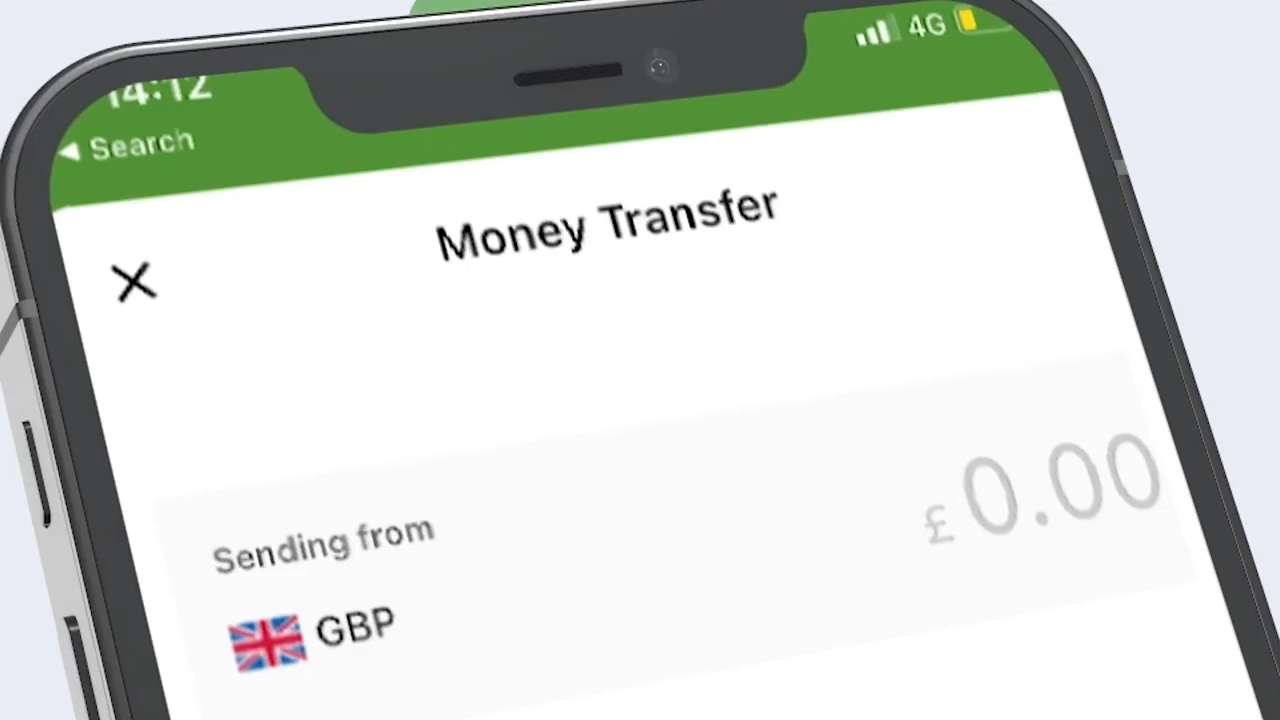 14:12
4G
◀ Search
Money Transfer
Sending from
£ 0.00
GBP